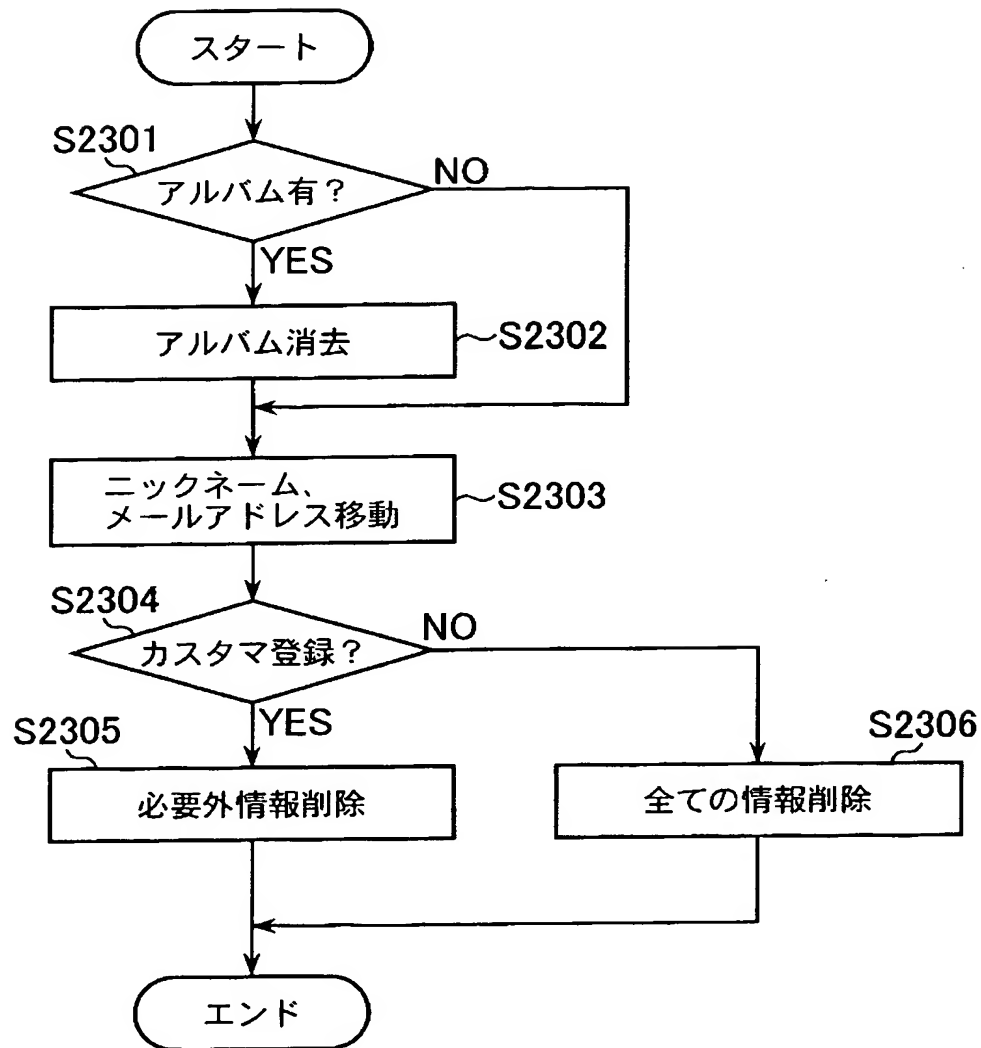 スタート
S2301
アルバム有？
NO
YES
アルバム消去
S2302
ニックネーム、
メールアドレス移動
S2303
S2304
カスタマ登録？
NO
YES
S2305
必要外情報削除
S2306
全ての情報削除
エンド